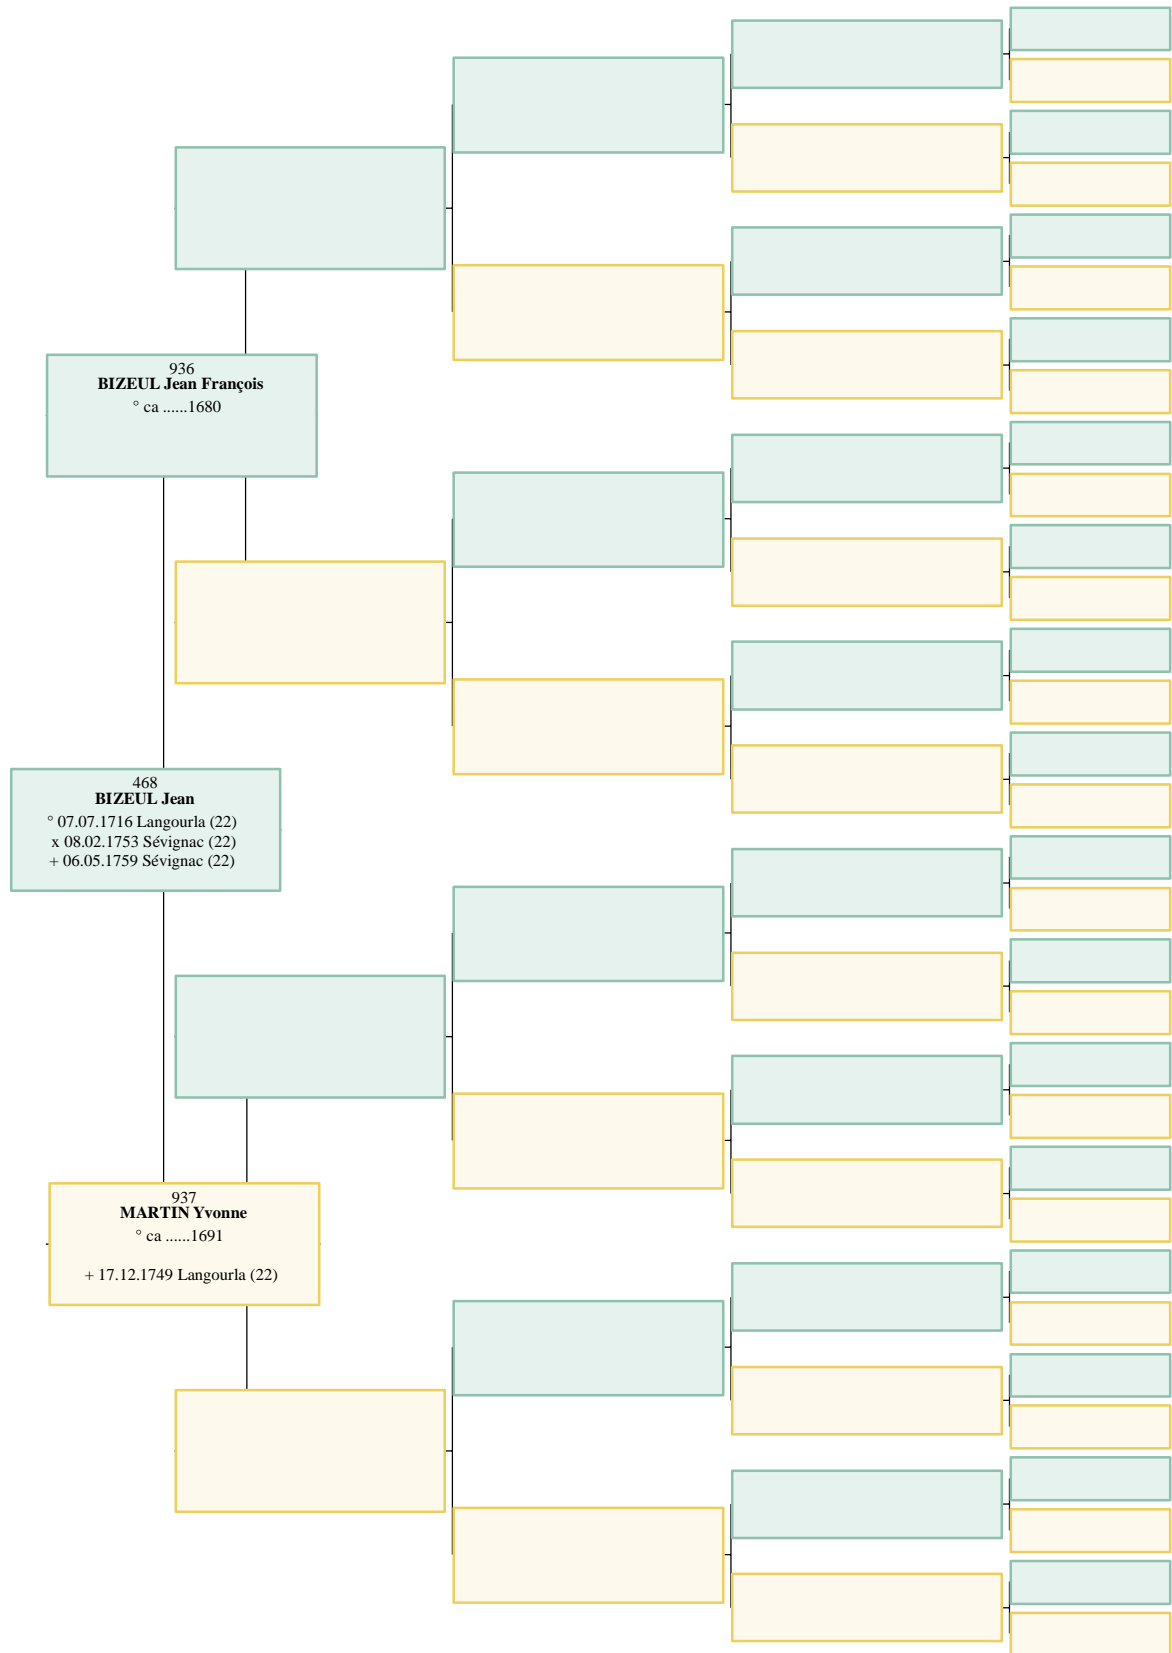 936
BIZEUL Jean François
° ca ......1680
468
BIZEUL Jean
° 07.07.1716 Langourla (22)
x 08.02.1753 Sévignac (22)
+ 06.05.1759 Sévignac (22)
937
MARTIN Yvonne
° ca ......1691
+ 17.12.1749 Langourla (22)